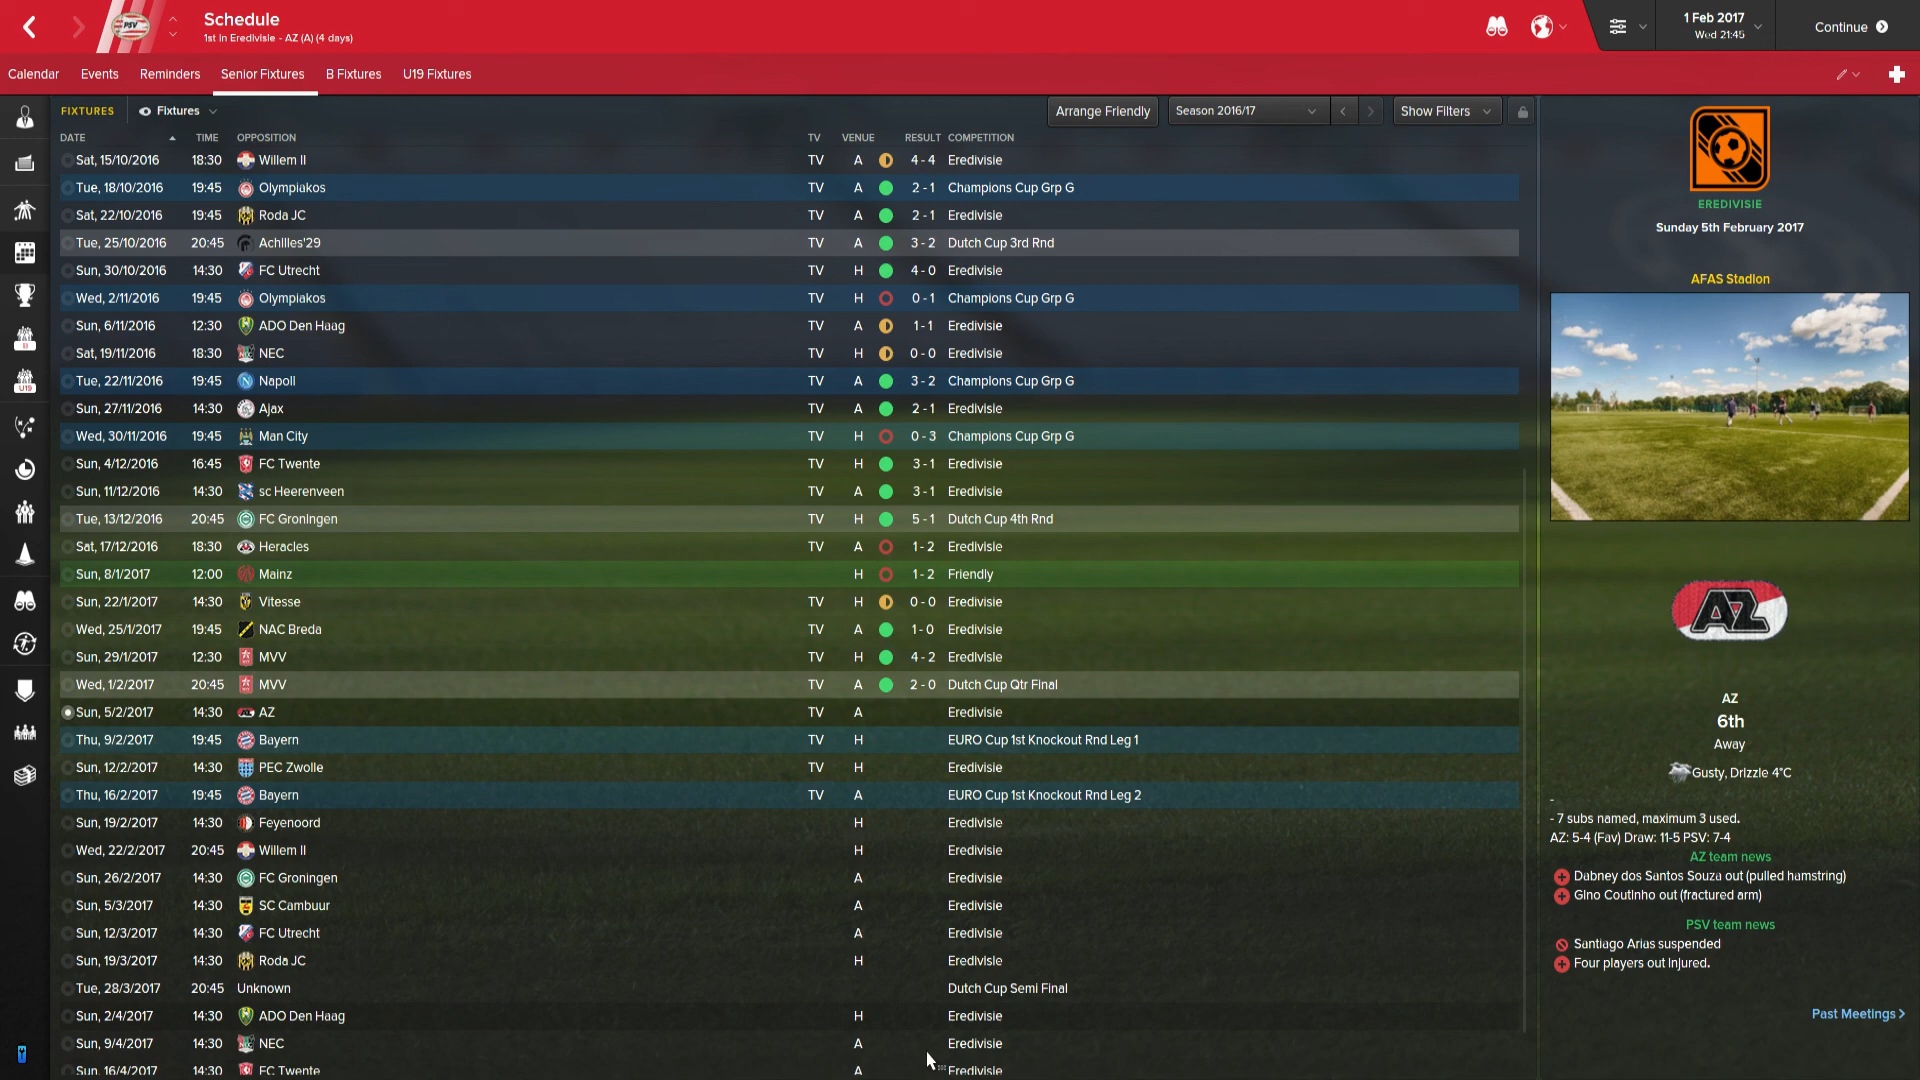 Schedule
1st in Eredivisie - AZ (A) (4 days)
1 Feb 2017
Wed 21:45
Continue
Calendar Events Reminders Senior Fixtures B Fixtures U19 Fixtures
FIXTURES Fixtures Arrange Friendly Season 2016/17 Show Filters
DATE TIME OPPOSITION TV VENUE RESULT COMPETITION
Sat, 15/10/2016 18:30 Willem II TV A 4 - 4 Eredivisie
Tue, 18/10/2016 19:45 Olympiakos TV A 2 - 1 Champions Cup Grp G
Sat, 22/10/2016 19:45 Roda JC TV A 2 - 1 Eredivisie
Tue, 25/10/2016 20:45 Achilles'29 TV A 3 - 2 Dutch Cup 3rd Rnd
Sun, 30/10/2016 14:30 FC Utrecht TV H 4 - 0 Eredivisie
Wed, 2/11/2016 19:45 Olympiakos TV H 0 - 1 Champions Cup Grp G
Sun, 6/11/2016 12:30 ADO Den Haag TV A 1 - 1 Eredivisie
Sat, 19/11/2016 18:30 NEC TV H 0 - 0 Eredivisie
Tue, 22/11/2016 19:45 Napoli TV A 3 - 2 Champions Cup Grp G
Sun, 27/11/2016 14:30 Ajax TV A 2 - 1 Eredivisie
Wed, 30/11/2016 19:45 Man City TV H 0 - 3 Champions Cup Grp G
Sun, 4/12/2016 16:45 FC Twente TV H 3 - 1 Eredivisie
Sun, 11/12/2016 14:30 sc Heerenveen TV A 3 - 1 Eredivisie
Tue, 13/12/2016 20:45 FC Groningen TV H 5 - 1 Dutch Cup 4th Rnd
Sat, 17/12/2016 18:30 Heracles TV A 1 - 2 Eredivisie
Sun, 8/1/2017 12:00 Mainz H 1 - 2 Friendly
Sun, 22/1/2017 14:30 Vitesse TV H 0 - 0 Eredivisie
Wed, 25/1/2017 19:45 NAC Breda TV A 1 - 0 Eredivisie
Sun, 29/1/2017 12:30 MVV TV H 4 - 2 Eredivisie
Wed, 1/2/2017 20:45 MVV TV A 2 - 0 Dutch Cup Qtr Final
Sun, 5/2/2017 14:30 AZ TV A Eredivisie
Thu, 9/2/2017 19:45 Bayern TV H EURO Cup 1st Knockout Rnd Leg 1
Sun, 12/2/2017 14:30 PEC Zwolle TV H Eredivisie
Thu, 16/2/2017 19:45 Bayern TV A EURO Cup 1st Knockout Rnd Leg 2
Sun, 19/2/2017 14:30 Feyenoord H Eredivisie
Wed, 22/2/2017 20:45 Willem II H Eredivisie
Sun, 26/2/2017 14:30 FC Groningen A Eredivisie
Sun, 5/3/2017 14:30 SC Cambuur A Eredivisie
Sun, 12/3/2017 14:30 FC Utrecht A Eredivisie
Sun, 19/3/2017 14:30 Roda JC H Eredivisie
Tue, 28/3/2017 20:45 Unknown Dutch Cup Semi Final
Sun, 2/4/2017 14:30 ADO Den Haag H Eredivisie
Sun, 9/4/2017 14:30 NEC A Eredivisie
Sun, 16/4/2017 14:30 FC Twente A Eredivisie
EREDIVISIE
Sunday 5th February 2017
AFAS Stadion
AZ
AZ
6th
Away
Gusty, Drizzle 4°C
-
- 7 subs named, maximum 3 used.
AZ: 5-4 (Fav) Draw: 11-5 PSV: 7-4
AZ team news
Dabney dos Santos Souza out (pulled hamstring)
Gino Coutinho out (fractured arm)
PSV team news
Santiago Arias suspended
Four players out injured.
Past Meetings >
PSV
U19